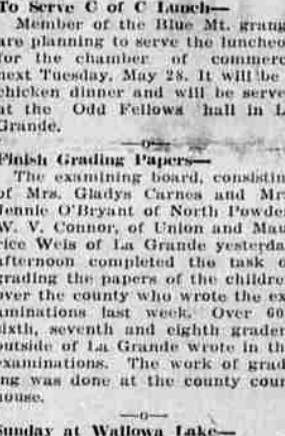 To Serve C of C Lunch—
Member of the Blue Mt. grang
are planning to serve the luncheo
for the chamber of commerc
next Tuesday, May 28. It will be
chicken dinner and will be serve
at the Odd Fellows hall in L
Grande.
—o—
Finish Grading Papers—
The examining board, consistin
of Mrs. Gladys Carnes and Mr
Jennie O'Bryant of North Powde
W. V. Connor, of Union and Mau
rice Weis of La Grande yesterda
afternoon completed the task o
grading the papers of the childre
over the county who wrote the ex
aminations last week. Over 60
sixth, seventh and eighth grader
outside of La Grande wrote in th
examinations. The work of grad
ing was done at the county cour
house.
—o—
Sunday at Wallowa Lake—